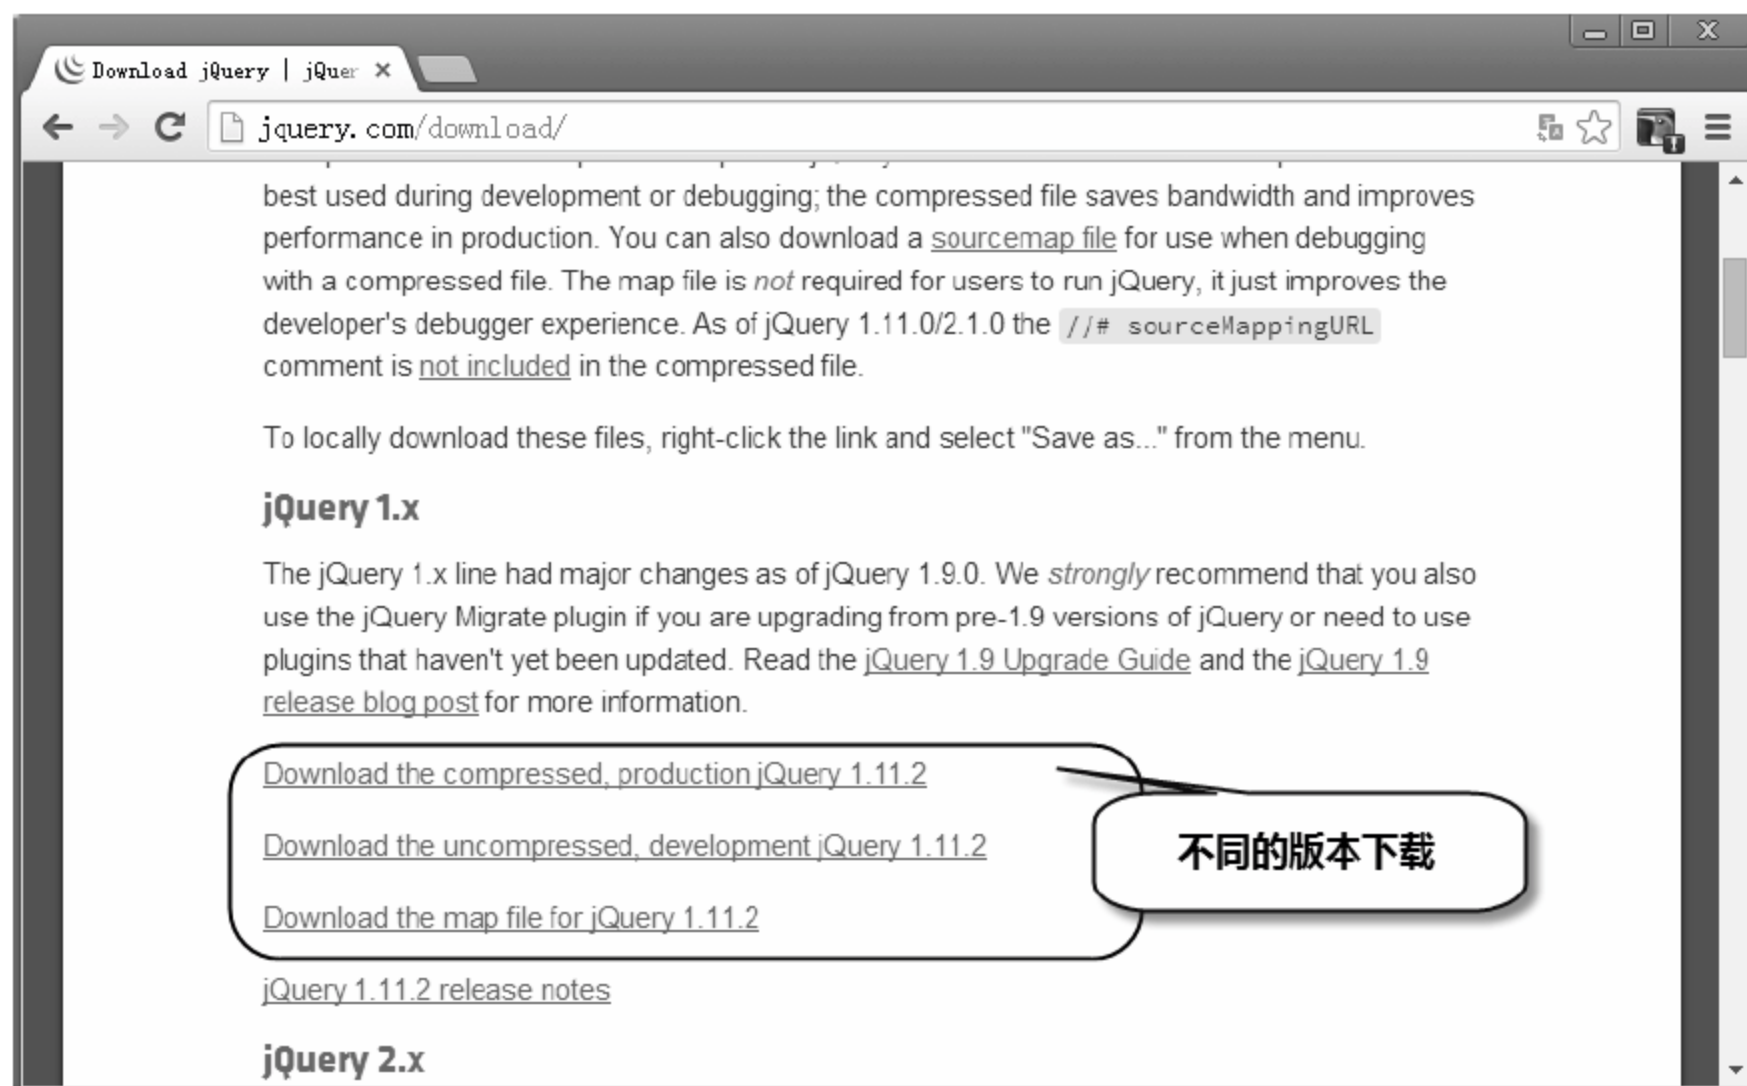 Download jQuery | jQuer
jquery.com/download/
best used during development or debugging; the compressed file saves bandwidth and improves
performance in production. You can also download a sourcemap file for use when debugging
with a compressed file. The map file is not required for users to run jQuery, it just improves the
developer's debugger experience. As of jQuery 1.11.0/2.1.0 the //# sourceMappingURL
comment is not included in the compressed file.
To locally download these files, right-click the link and select "Save as..." from the menu.
jQuery 1.x
The jQuery 1.x line had major changes as of jQuery 1.9.0. We strongly recommend that you also
use the jQuery Migrate plugin if you are upgrading from pre-1.9 versions of jQuery or need to use
plugins that haven't yet been updated. Read the jQuery 1.9 Upgrade Guide and the jQuery 1.9
release blog post for more information.
Download the compressed, production jQuery 1.11.2
Download the uncompressed, development jQuery 1.11.2
不同的版本下载
Download the map file for jQuery 1.11.2
jQuery 1.11.2 release notes
jQuery 2.x